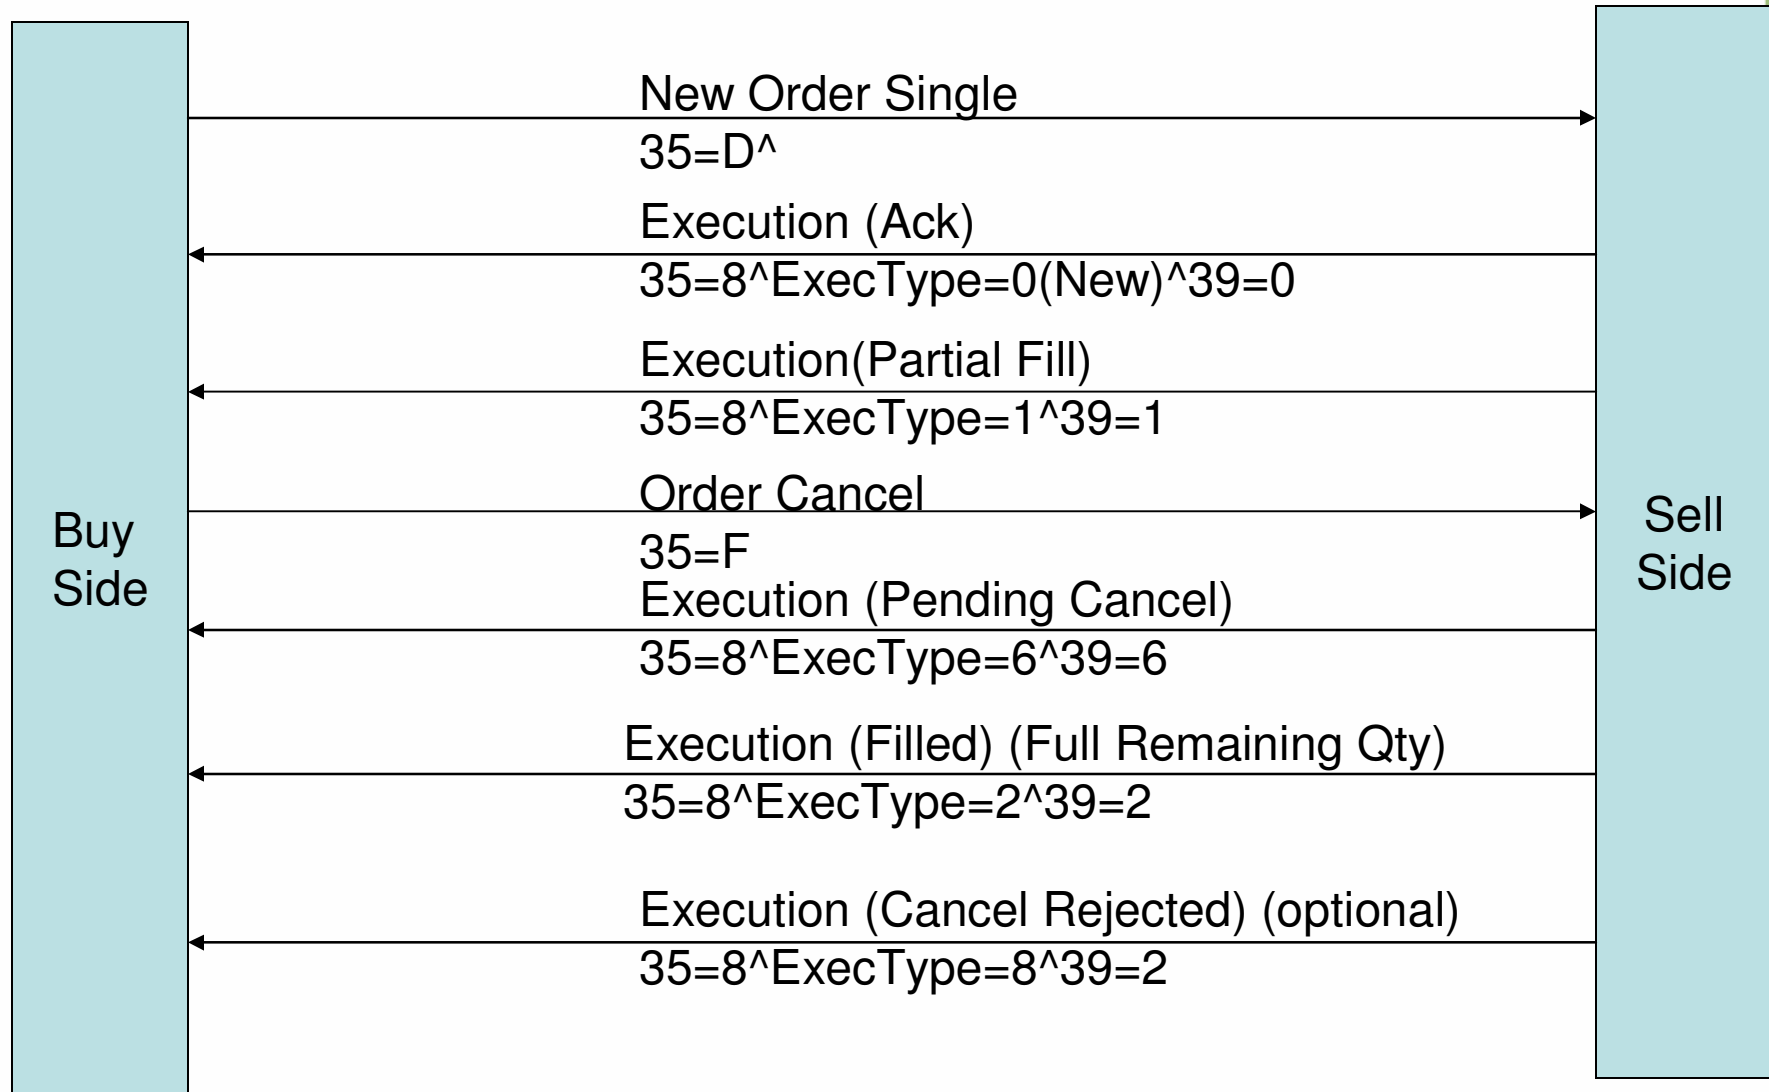 New Order Single
35=D^
Execution (Ack)
35=8^ExecType=0(New)^39=0
Execution(Partial Fill)
35=8^ExecType=1^39=1
Order Cancel
35=F
Execution (Pending Cancel)
35=8^ExecType=6^39=6
Execution (Filled) (Full Remaining Qty)
35=8^ExecType=2^39=2
Execution (Cancel Rejected) (optional)
35=8^ExecType=8^39=2
Buy
Side
Sell
Side